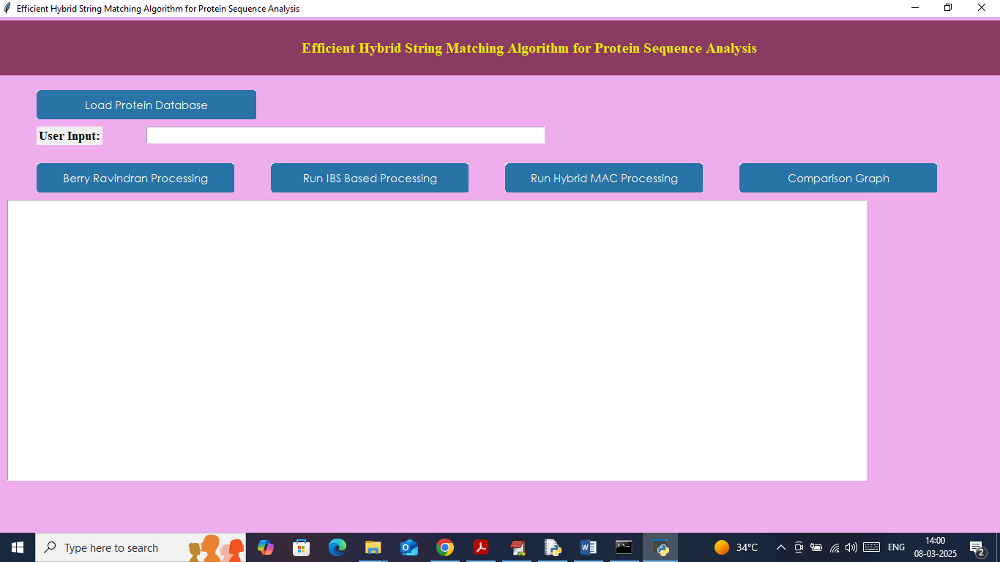 Efficient Hybrid String Matching Algorithm for Protein Sequence Analysis
Efficient Hybrid String Matching Algorithm for Protein Sequence Analysis
Load Protein Database
User Input:
Berry Ravindran Processing
Run IBS Based Processing
Run Hybrid MAC Processing
Comparison Graph
Type here to search
34°C
ENG
14:00
08-03-2025
2